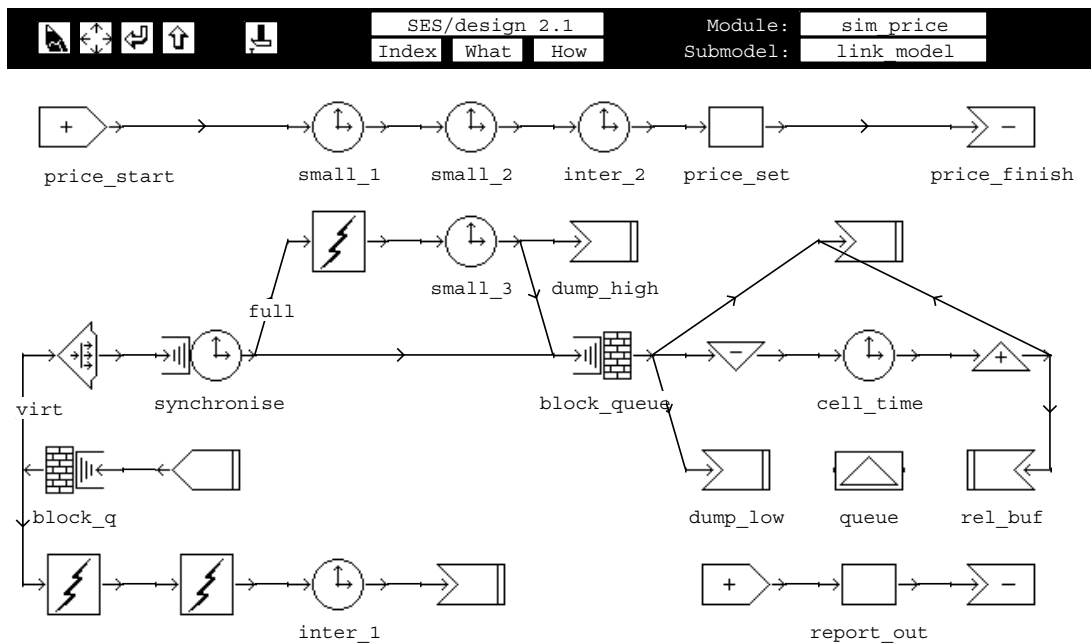 SES/design 2.1 Module: sim_price
Index What How Submodel: link_model
price_start small_1 small_2 inter_2 price_set price_finish
small_3 dump_high
full
synchronise block_queue cell_time
virt
block_q dump_low queue rel_buf
inter_1 report_out